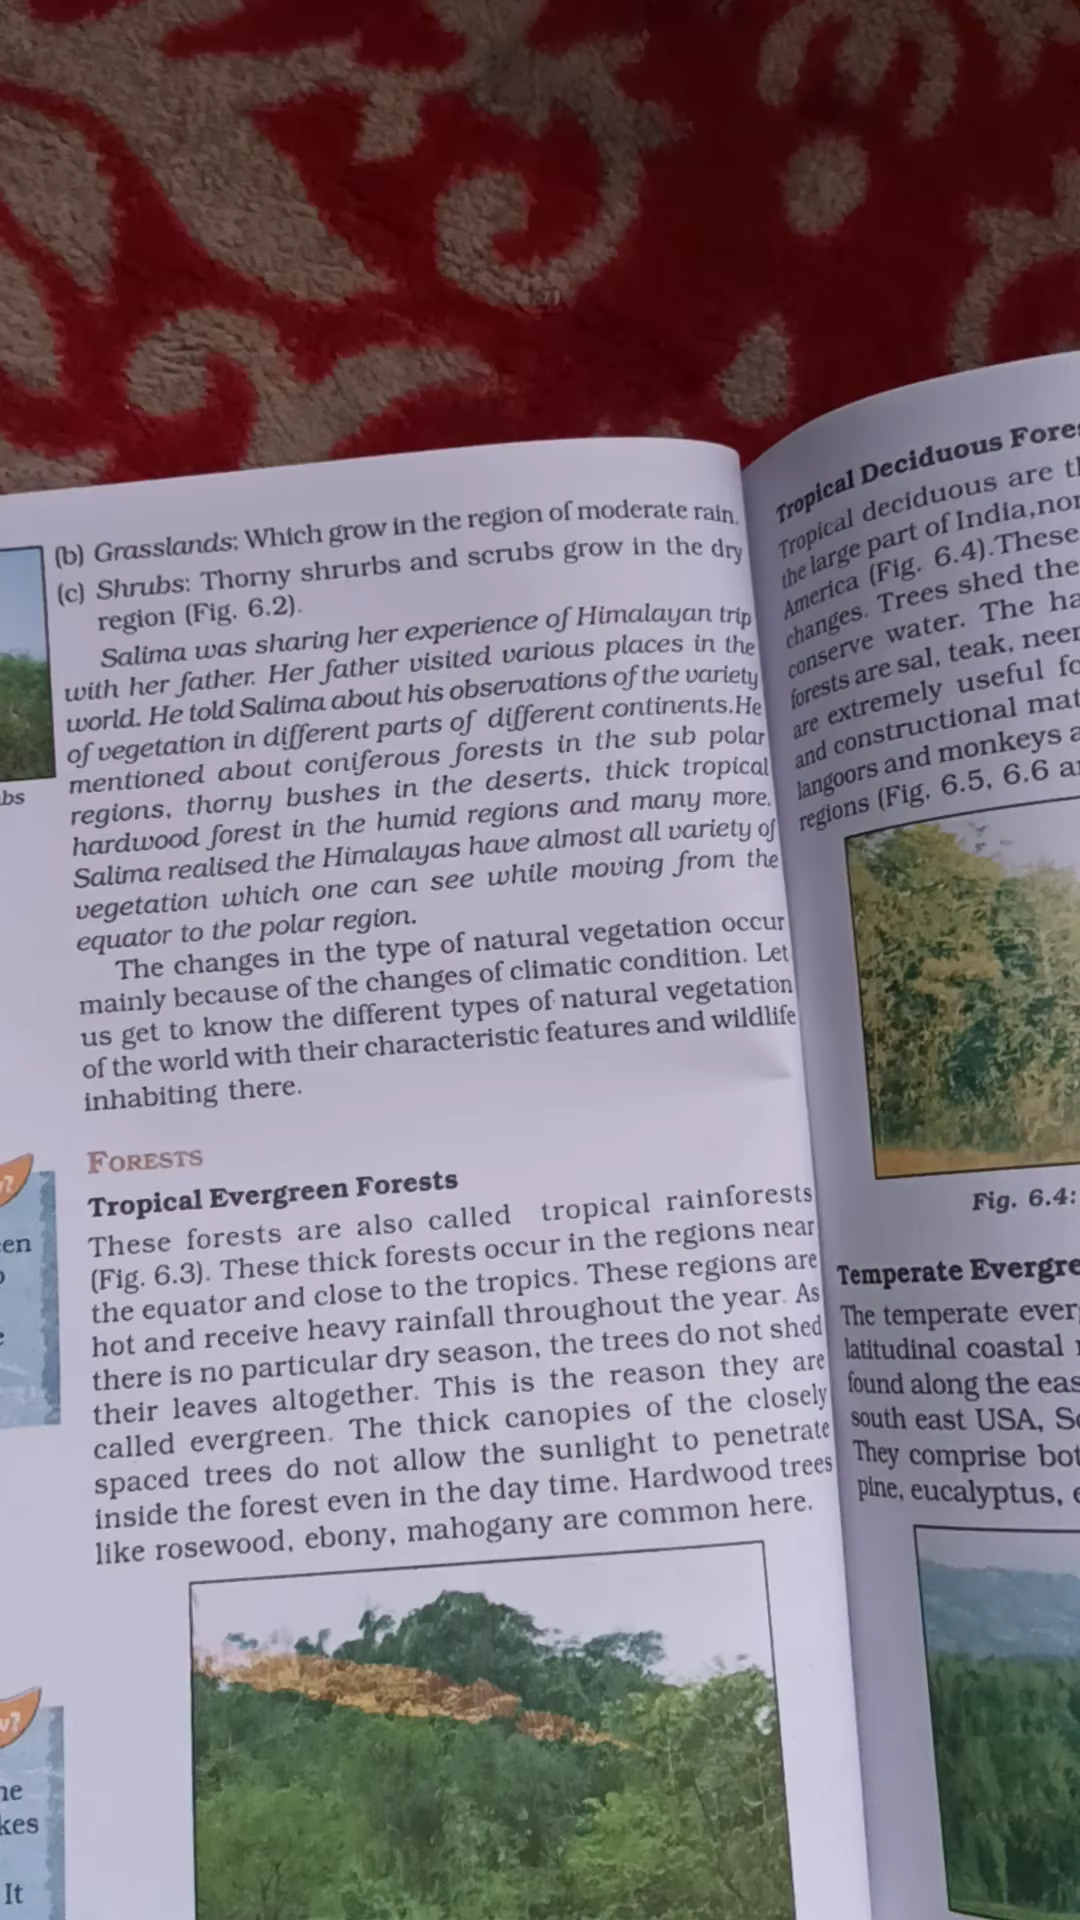 (b) Grasslands: Which grow in the region of moderate rain.
(c) Shrubs: Thorny shrurbs and scrubs grow in the dry
region (Fig. 6.2).
Salima was sharing her experience of Himalayan trip
with her father. Her father visited various places in the
world. He told Salima about his observations of the variety
of vegetation in different parts of different continents.He
mentioned about coniferous forests in the sub polar
regions, thorny bushes in the deserts, thick tropical
hardwood forest in the humid regions and many more.
Salima realised the Himalayas have almost all variety of
vegetation which one can see while moving from the
equator to the polar region.
The changes in the type of natural vegetation occur
mainly because of the changes of climatic condition. Let
us get to know the different types of natural vegetation
of the world with their characteristic features and wildlife
inhabiting there.
FORESTS
Tropical Evergreen Forests
These forests are also called tropical rainforests
(Fig. 6.3). These thick forests occur in the regions near
the equator and close to the tropics. These regions are
hot and receive heavy rainfall throughout the year. As
there is no particular dry season, the trees do not shed
their leaves altogether. This is the reason they are
called evergreen. The thick canopies of the closely
spaced trees do not allow the sunlight to penetrate
inside the forest even in the day time. Hardwood trees
like rosewood, ebony, mahogany are common here.
Tropical Deciduous
Tropical deciduous are
the large part of India,
America (Fig. 6.4).These
changes. Trees shed
conserve water. The
forests are sal, teak,
are extremely useful
and constructional
langoors and monkeys
regions (Fig. 6.5, 6.6
Fig. 6.4:
Temperate
The temperate
latitudinal coastal
found along the
south east USA,
They comprise
pine, eucalyptus,
It